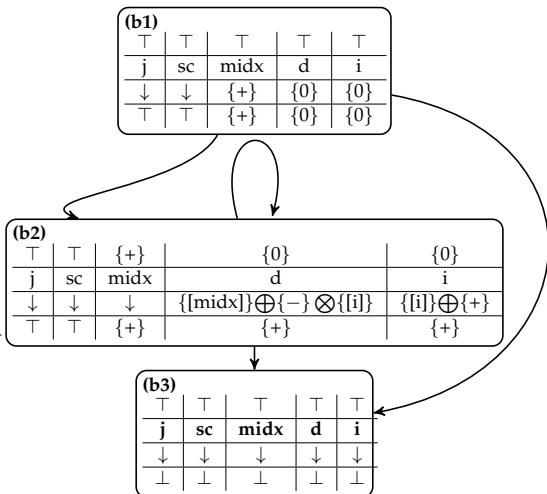 (b1)
⊤ ⊤ ⊤ ⊤ ⊤
j sc midx d i
↓ ↓ {+} {0} {0}
⊤ ⊤ {+} {0} {0}
(b2)
⊤ ⊤ {+} {0} {0}
j sc midx d i
↓ ↓ ↓ {[midx]}⊕{−}⊗{[i]} {[i]}⊕{+}
⊤ ⊤ {+} {+} {+}
(b3)
⊤ ⊤ ⊤ ⊤ ⊤
j sc midx d i
↓ ↓ ↓ ↓ ↓
⊥ ⊥ ⊥ ⊥ ⊥